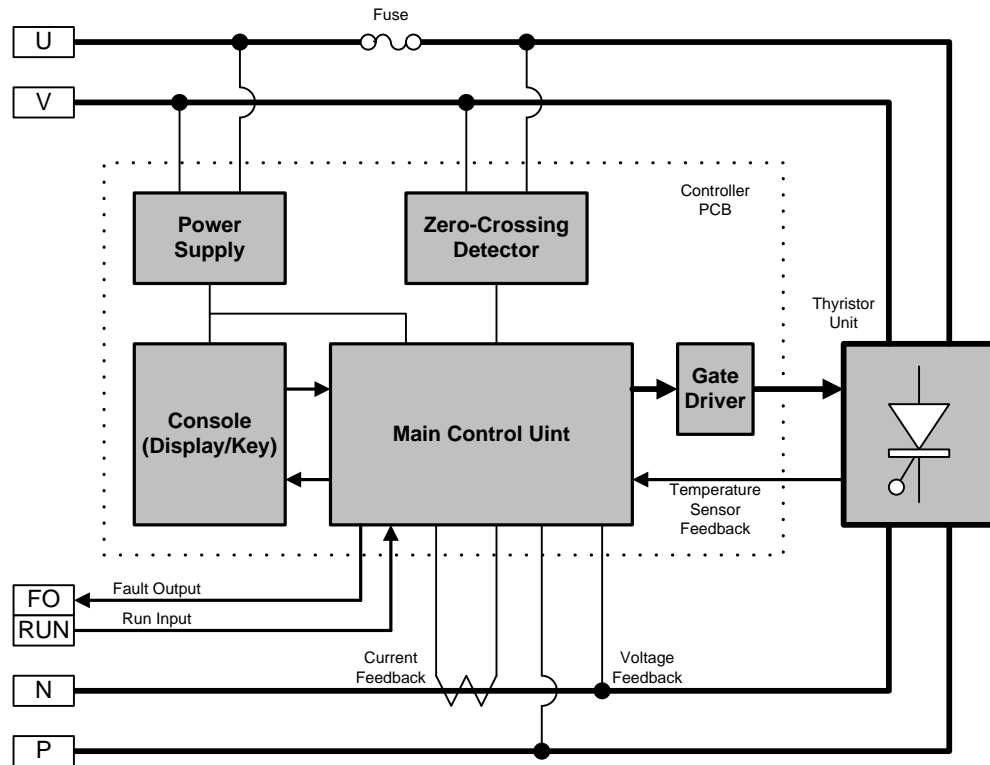 Fuse
U
V
Controller
PCB
Power
Supply
Zero-Crossing
Detector
Thyristor
Unit
Console
(Display/Key)
Main Control Uint
Gate
Driver
Temperature
Sensor
Feedback
FO
Fault Output
RUN
Run Input
Current
Feedback
Voltage
Feedback
N
P